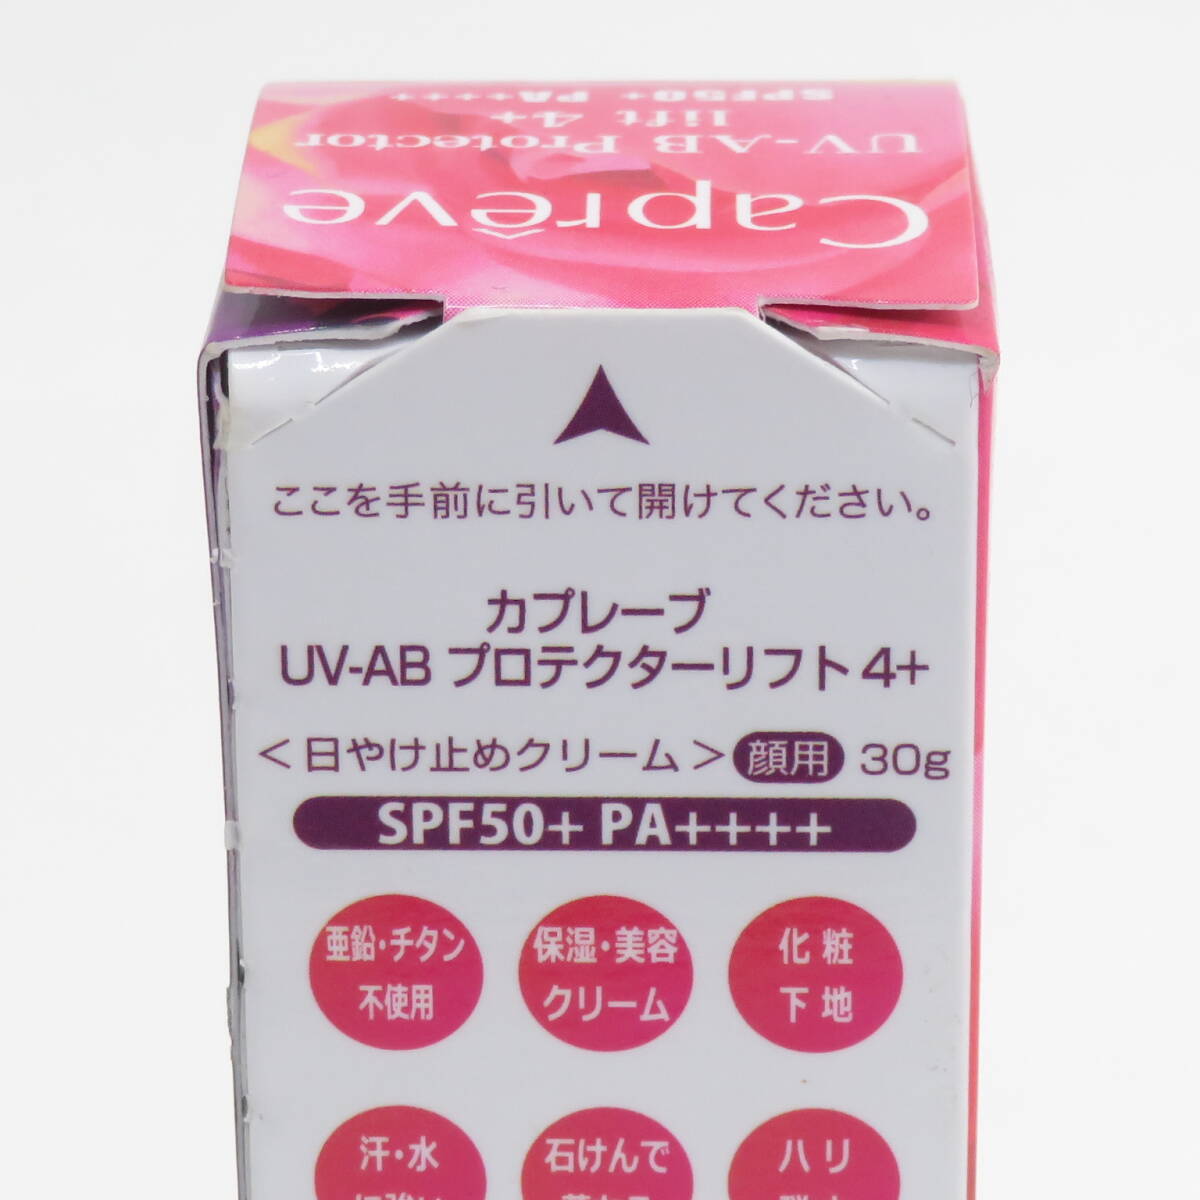 Caprêve
UV-AB Protector
lift 4+
SPF50+ PA++++
ここを手前に引いて開けてください。
カプレーブ
UV-AB プロテクターリフト 4+
＜日やけ止めクリーム＞ 顔用 30g
SPF50+ PA++++
亜鉛・チタン
不使用
保湿・美容
クリーム
化粧
下地
汗・水
石けんで
ハリ